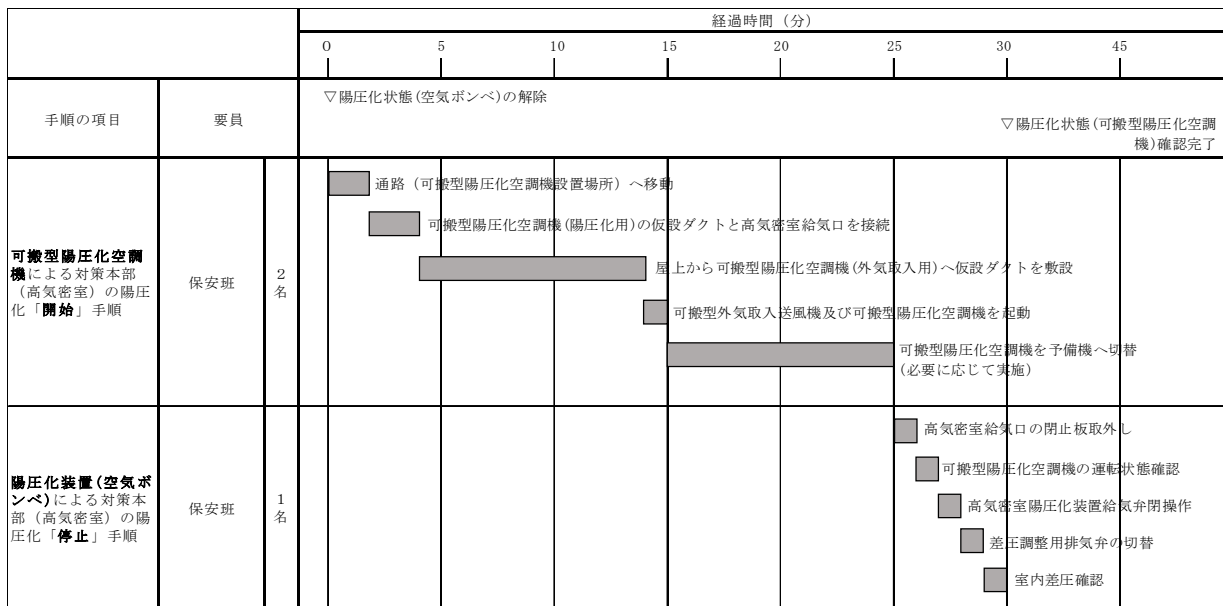 経過時間（分）
0 5 10 15 20 25 30 45
手順の項目 要員
▽陽圧化状態(空気ボンベ)の解除
▽陽圧化状態(可搬型陽圧化空調
機)確認完了
可搬型陽圧化空調
機による対策本部
（高気密室）の陽圧
化「開始」手順
保安班
2
名
通路（可搬型陽圧化空調機設置場所）へ移動
可搬型陽圧化空調機(陽圧化用)の仮設ダクトと高気密室給気口を接続
屋上から可搬型陽圧化空調機(外気取入用)へ仮設ダクトを敷設
可搬型外気取入送風機及び可搬型陽圧化空調機を起動
可搬型陽圧化空調機を予備機へ切替
(必要に応じて実施)
陽圧化装置(空気ボ
ンベ)による対策本
部（高気密室）の陽
圧化「停止」手順
保安班
1
名
高気密室給気口の閉止板取外し
可搬型陽圧化空調機の運転状態確認
高気密室陽圧化装置給気弁閉操作
差圧調整用排気弁の切替
室内差圧確認